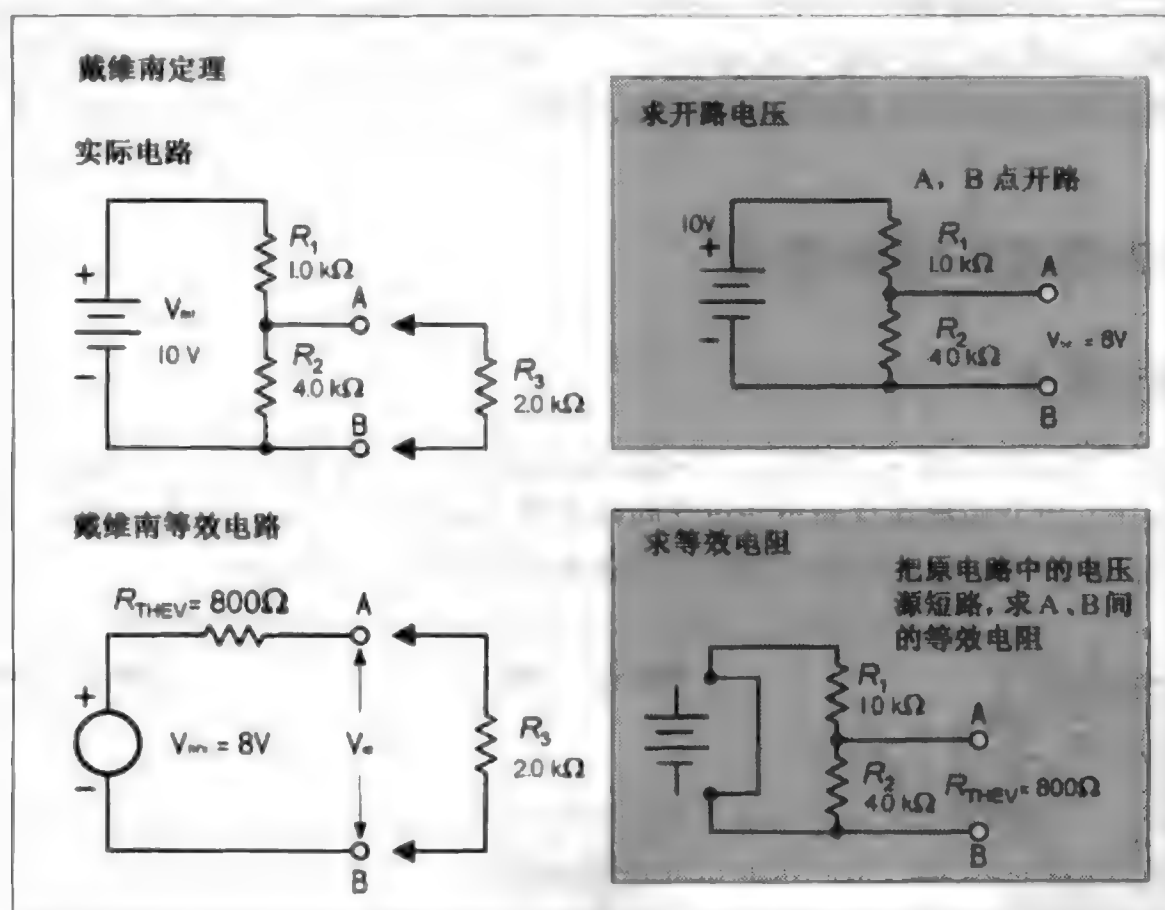 戴维南定理
实际电路
+
10 V
−
R₁
1.0 kΩ
A
R₂
4.0 kΩ
B
R₃
2.0 kΩ
求开路电压
A，B 点开路
10V
+
−
R₁
1.0 kΩ
A
R₂
4.0 kΩ
= 8V
B
戴维南等效电路
R_THEV = 800Ω
A
+
= 8V
−
R₃
2.0 kΩ
B
求等效电阻
把原电路中的电压
源短路，求A、B间
的等效电阻
R₁
1.0 kΩ
A
R₂
4.0 kΩ
R_THEV = 800Ω
B